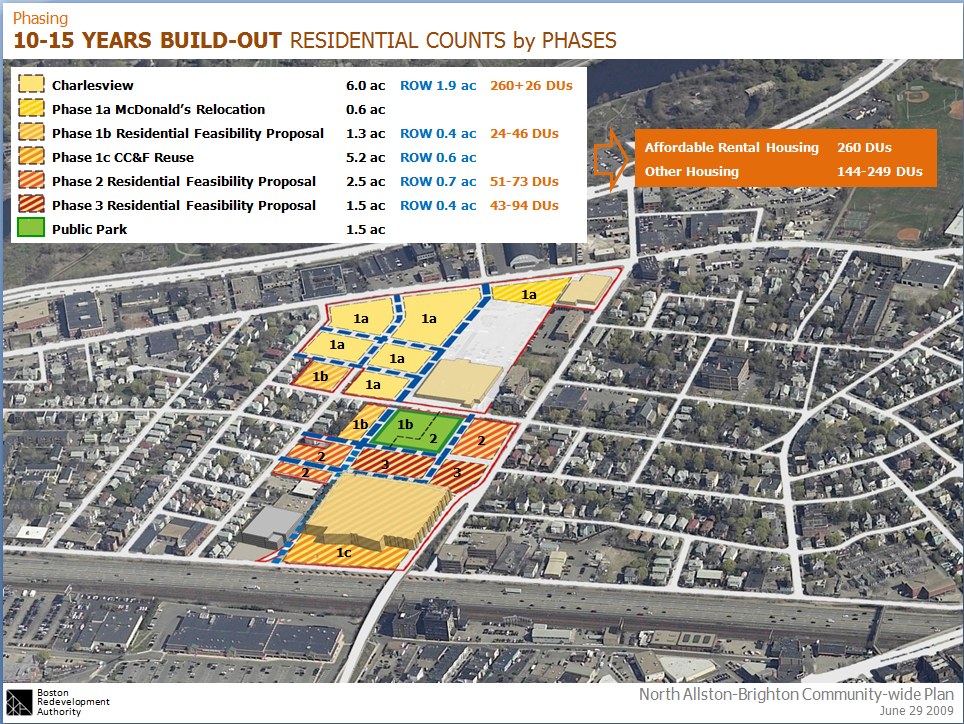 Phasing
10-15 YEARS BUILD-OUT RESIDENTIAL COUNTS by PHASES
Charlesview 6.0 ac ROW 1.9 ac 260+26 DUs
Phase 1a McDonald's Relocation 0.6 ac
Phase 1b Residential Feasibility Proposal 1.3 ac ROW 0.4 ac 24-46 DUs
Phase 1c CC&F Reuse 5.2 ac ROW 0.6 ac
Phase 2 Residential Feasibility Proposal 2.5 ac ROW 0.7 ac 51-73 DUs
Phase 3 Residential Feasibility Proposal 1.5 ac ROW 0.4 ac 43-94 DUs
Public Park 1.5 ac
Affordable Rental Housing 260 DUs
Other Housing 144-249 DUs
1a
1a
1a
1a
1a
1b
1a
1b
1b
2
2
2
2
3
3
1c
Boston
Redevelopment
Authority
North Allston-Brighton Community-wide Plan
June 29 2009